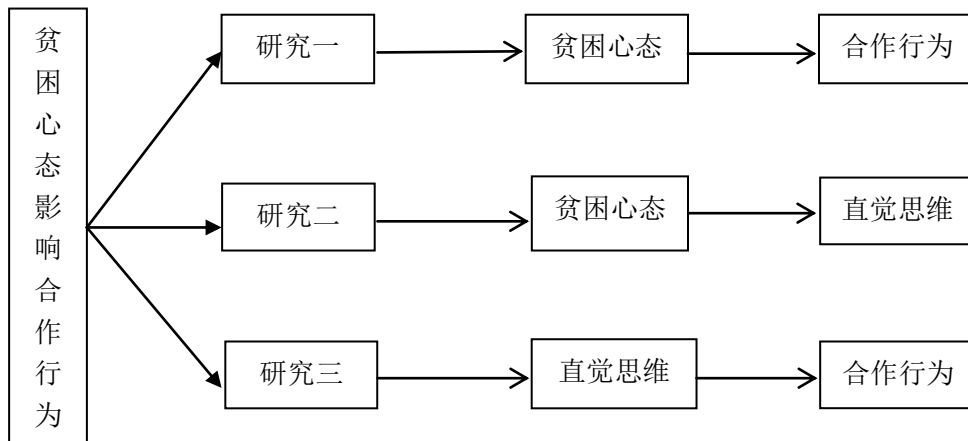 贫困心态影响合作行为
研究一
贫困心态
合作行为
研究二
贫困心态
直觉思维
研究三
直觉思维
合作行为